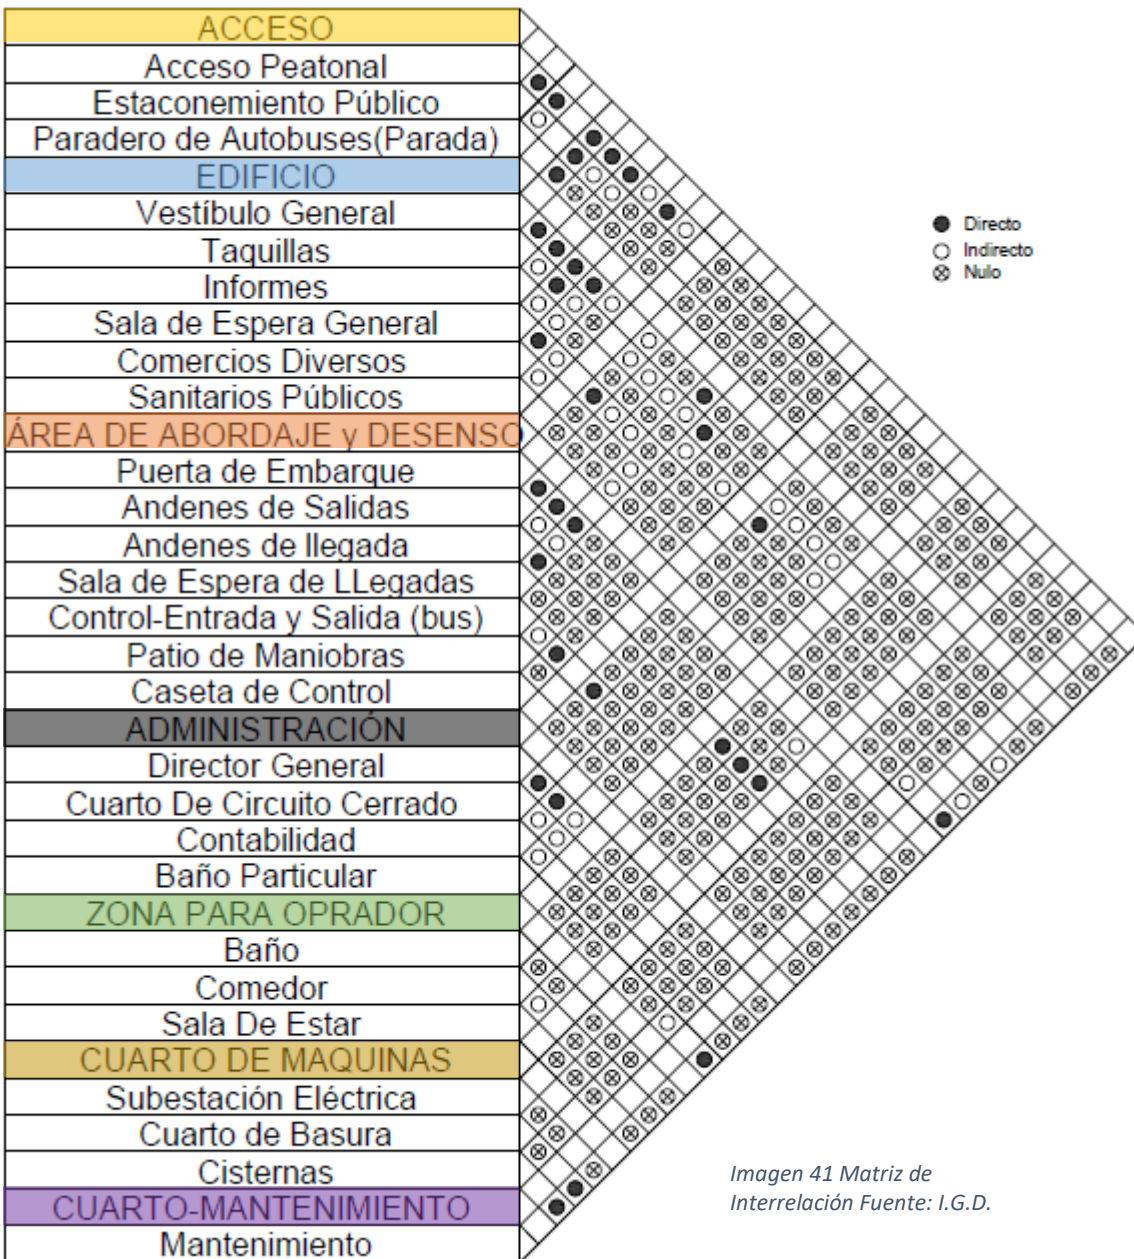 ACCESO
Acceso Peatonal
Estaconemiento Público
Paradero de Autobuses(Parada)
EDIFICIO
Vestíbulo General
Taquillas
Informes
Sala de Espera General
Comercios Diversos
Sanitarios Públicos
ÁREA DE ABORDAJE y DESENSO
Puerta de Embarque
Andenes de Salidas
Andenes de llegada
Sala de Espera de LLegadas
Control-Entrada y Salida (bus)
Patio de Maniobras
Caseta de Control
ADMINISTRACIÓN
Director General
Cuarto De Circuito Cerrado
Contabilidad
Baño Particular
ZONA PARA OPRADOR
Baño
Comedor
Sala De Estar
CUARTO DE MAQUINAS
Subestación Eléctrica
Cuarto de Basura
Cisternas
CUARTO-MANTENIMIENTO
Mantenimiento
Directo
Indirecto
Nulo
Imagen 41 Matriz de
Interrelación Fuente: I.G.D.